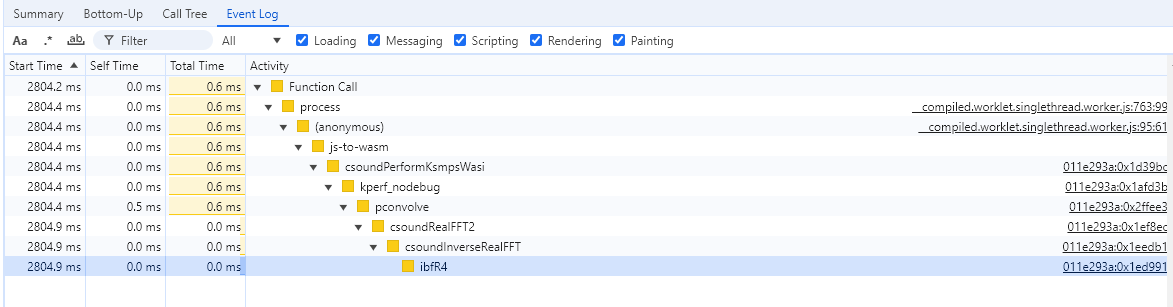 Summary Bottom-Up Call Tree Event Log
Aa .* ab Filter All Loading Messaging Scripting Rendering Painting
Start Time Self Time Total Time Activity
2804.2 ms 0.0 ms 0.6 ms Function Call
2804.4 ms 0.0 ms 0.6 ms process _compiled.worklet.singlethread.worker.js:763:99
2804.4 ms 0.0 ms 0.6 ms (anonymous) _compiled.worklet.singlethread.worker.js:95:61
2804.4 ms 0.0 ms 0.6 ms js-to-wasm
2804.4 ms 0.0 ms 0.6 ms csoundPerformKsmpsWasi 011e293a:0x1d39bc
2804.4 ms 0.0 ms 0.6 ms kperf_nodebug 011e293a:0x1afd3b
2804.4 ms 0.5 ms 0.6 ms pconvolve 011e293a:0x2ffee3
2804.9 ms 0.0 ms 0.0 ms csoundRealFFT2 011e293a:0x1ef8ec
2804.9 ms 0.0 ms 0.0 ms csoundInverseRealFFT 011e293a:0x1eedb1
2804.9 ms 0.0 ms 0.0 ms ibfR4 011e293a:0x1ed991